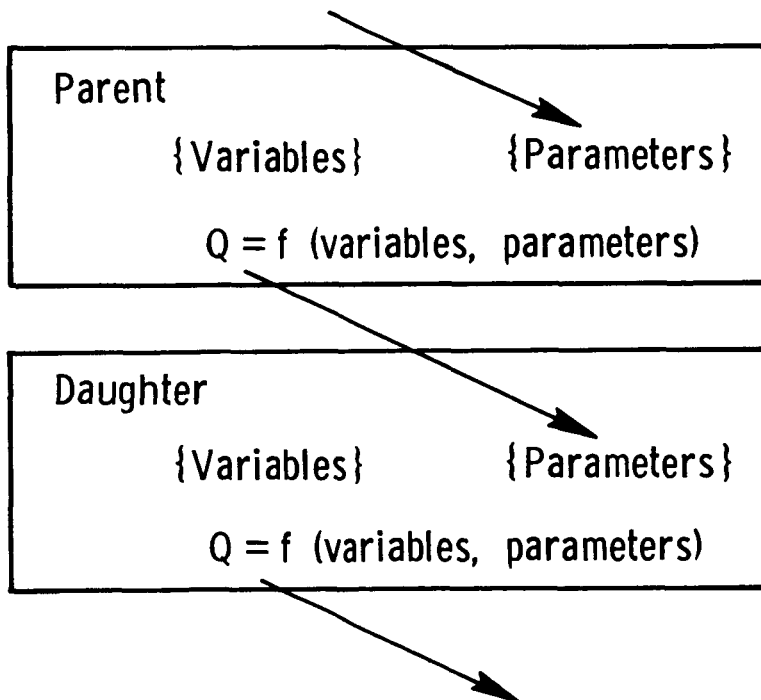 Parent
{Variables} {Parameters}
Q = f (variables, parameters)
Daughter
{Variables} {Parameters}
Q = f (variables, parameters)